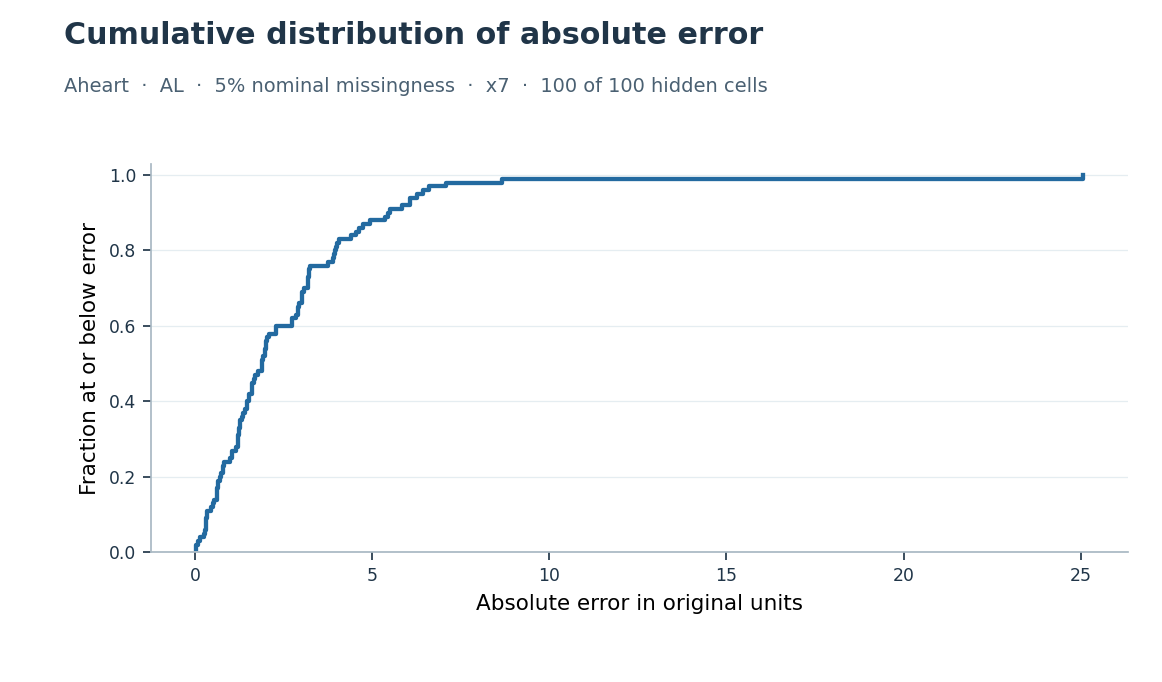 Cumulative distribution of absolute error
Aheart · AL · 5% nominal missingness · x7 · 100 of 100 hidden cells
Fraction at or below error
1.0
0.8
0.6
0.4
0.2
0.0
0 5 10 15 20 25
Absolute error in original units